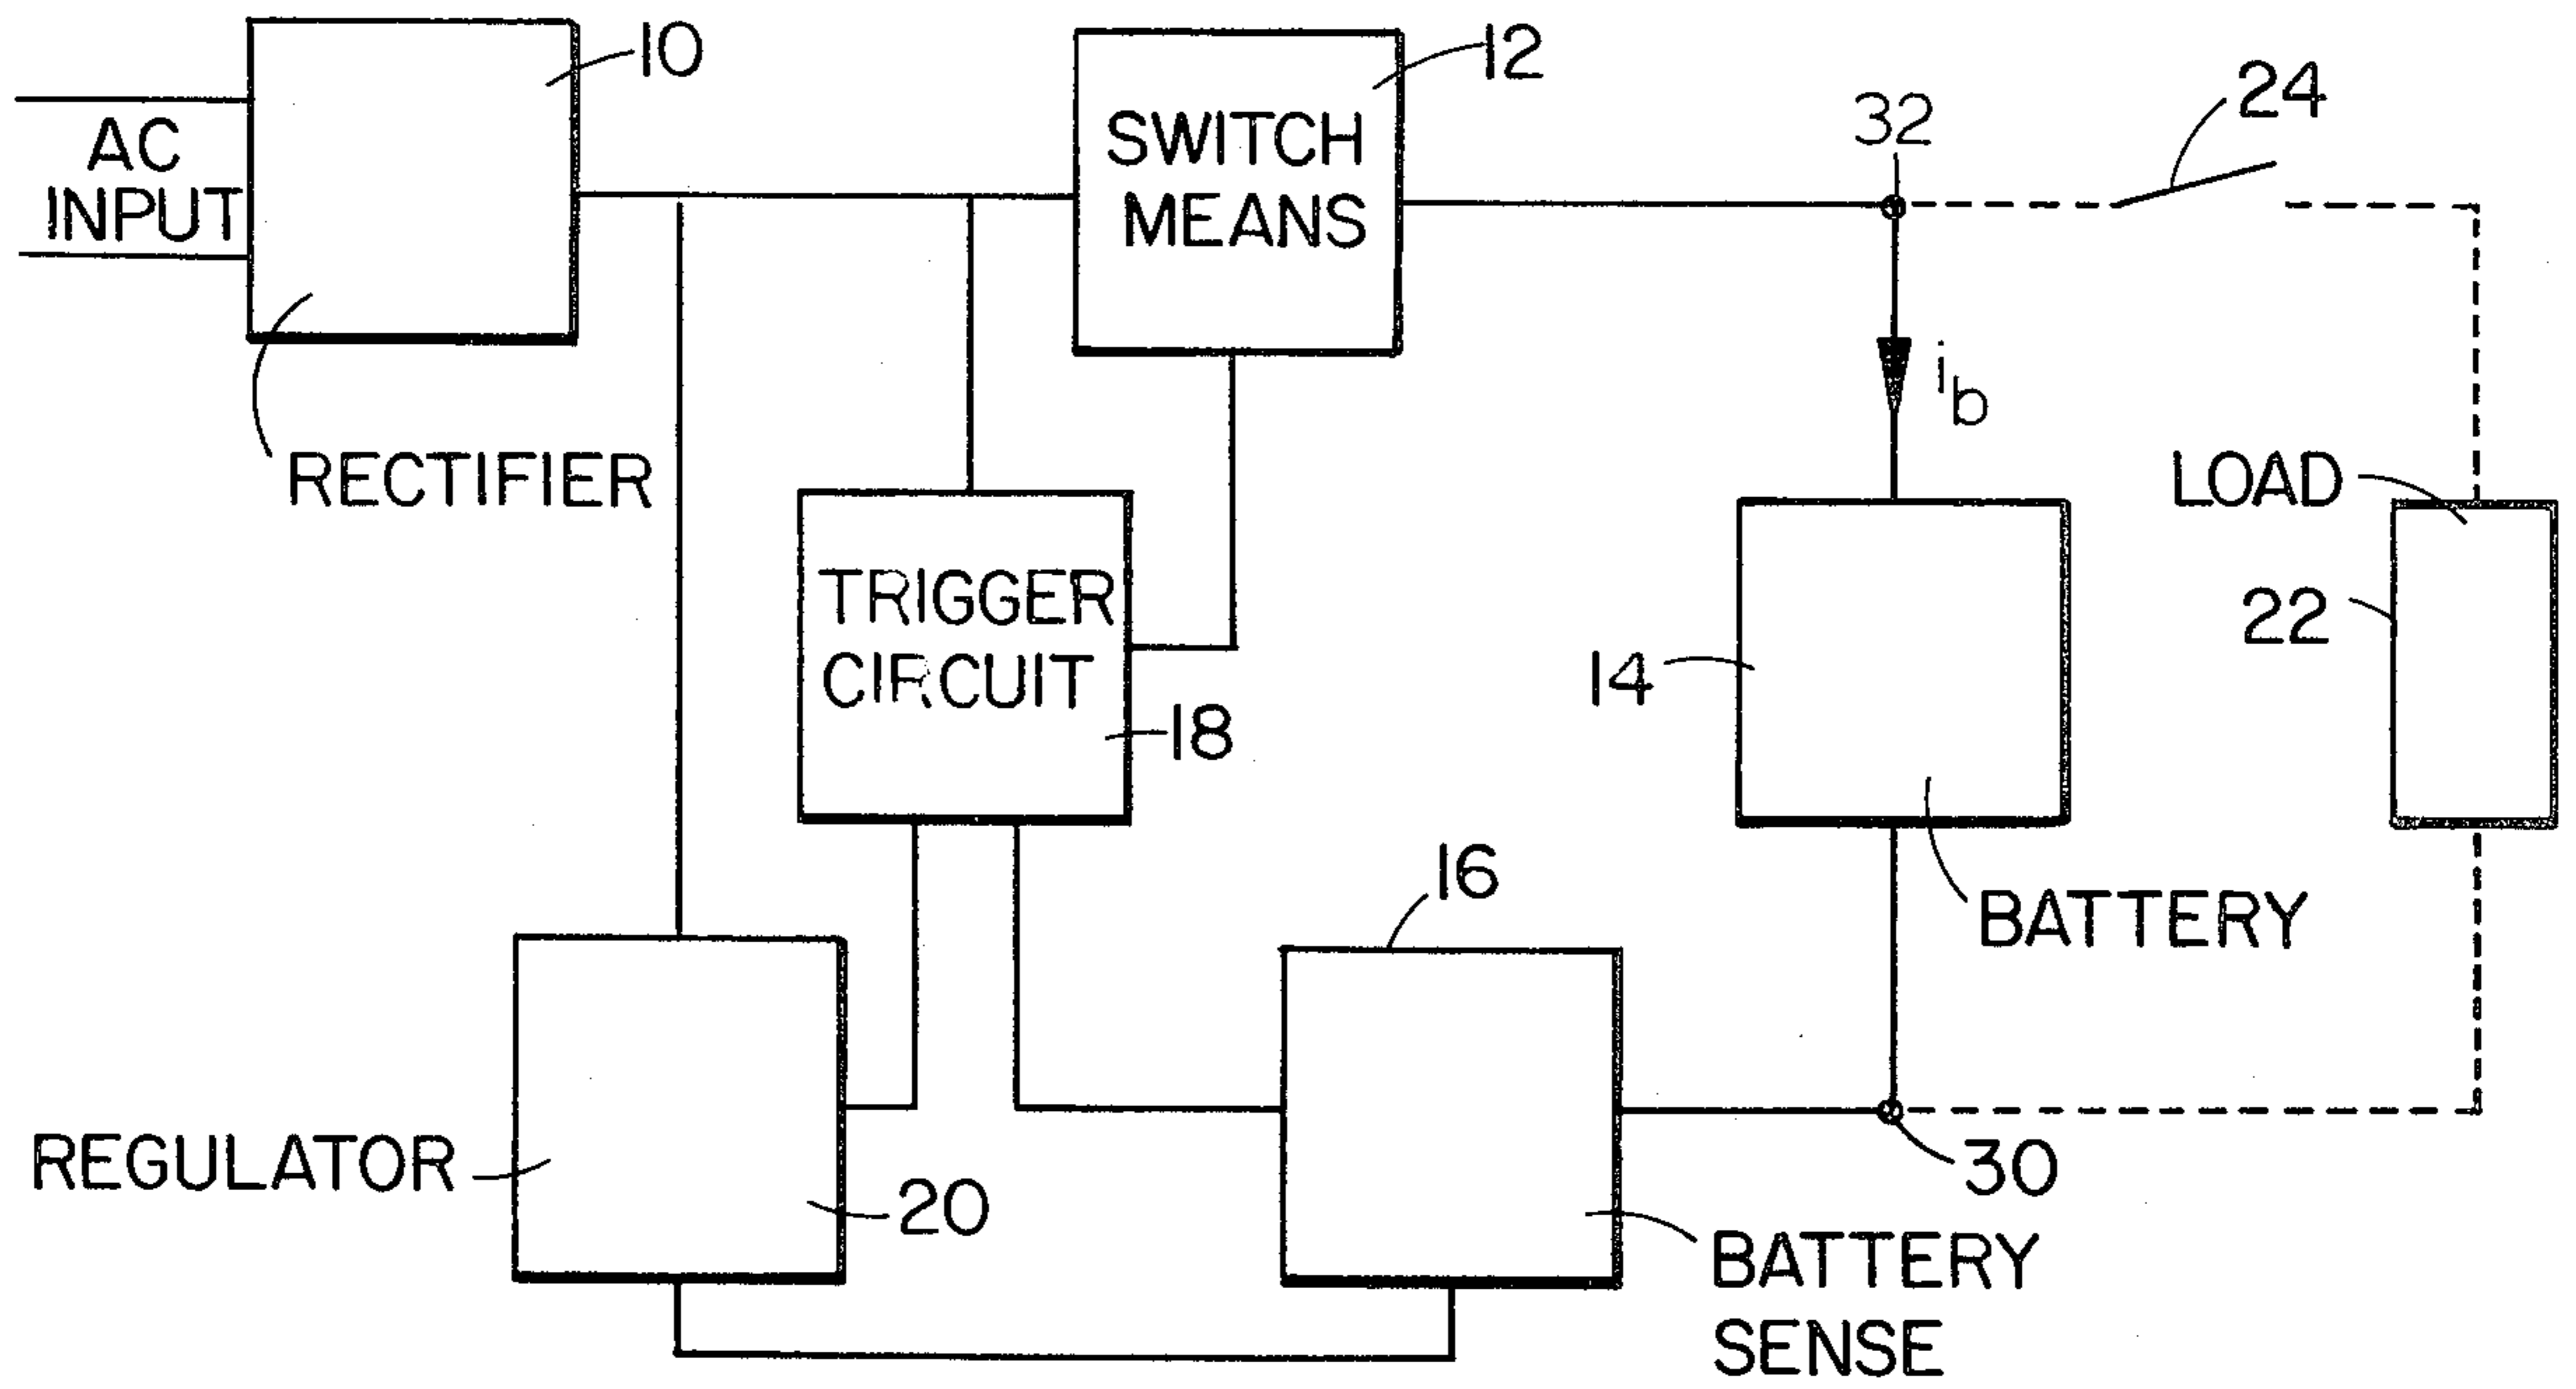 10
12
24
32
AC
INPUT
SWITCH
MEANS
i_b
RECTIFIER
LOAD
TRIGGER
CIRCUIT
22
14
18
16
BATTERY
REGULATOR
20
30
BATTERY
SENSE